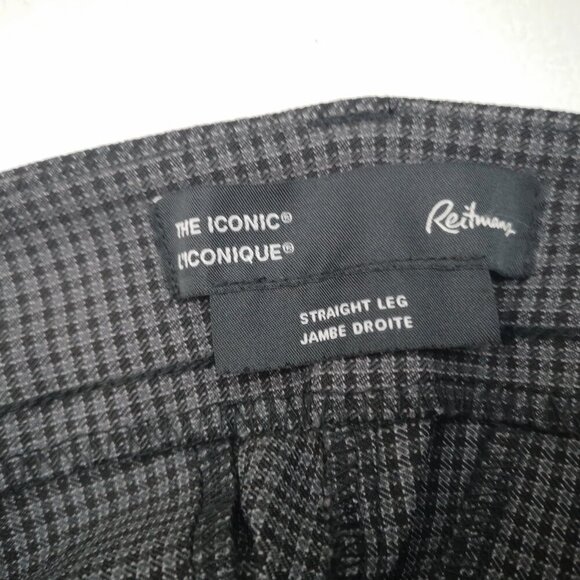 THE ICONIC®
L'ICONIQUE®
Reitmans
STRAIGHT LEG
JAMBE DROITE